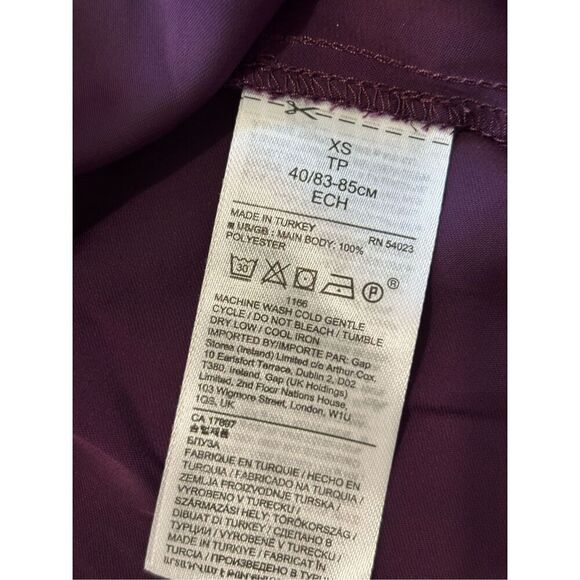 XS
TP
40/83-85CM
ECH
MADE IN TURKEY RN 54023
US/GB : MAIN BODY: 100%
POLYESTER
30 P ®
1166
MACHINE WASH COLD GENTLE
CYCLE / DO NOT BLEACH / TUMBLE
DRY LOW / COOL IRON
IMPORTED BY/IMPORTE PAR: Gap
Stores (Ireland) Limited c/o Arthur Cox,
10 Earlsfort Terrace, Dublin 2, D02
T380, Ireland, Gap (UK Holdings)
Limited, 2nd Floor Nations House,
103 Wigmore Street, London, W1U
1QS, UK
CA 17897
БЛУЗА
FABRIQUE EN TURQUIE / HECHO EN
TURQUIA / FABRICADO NA TURQUIA /
ZEMLJA PROIZVODNJE TURSKA /
VYROBENO V TURECKU /
SZÁRMAZÁSI HELY: TÖRÖKORSZÁG /
DIBUAT DI TURKEY / СДЕЛАНО В
ТУРЦИИ / VYROBENÉ V TURECKU /
MADE IN TURKIYE / FABRICAT ÎN
TURCIA / ПРОИЗВЕДЕНО В